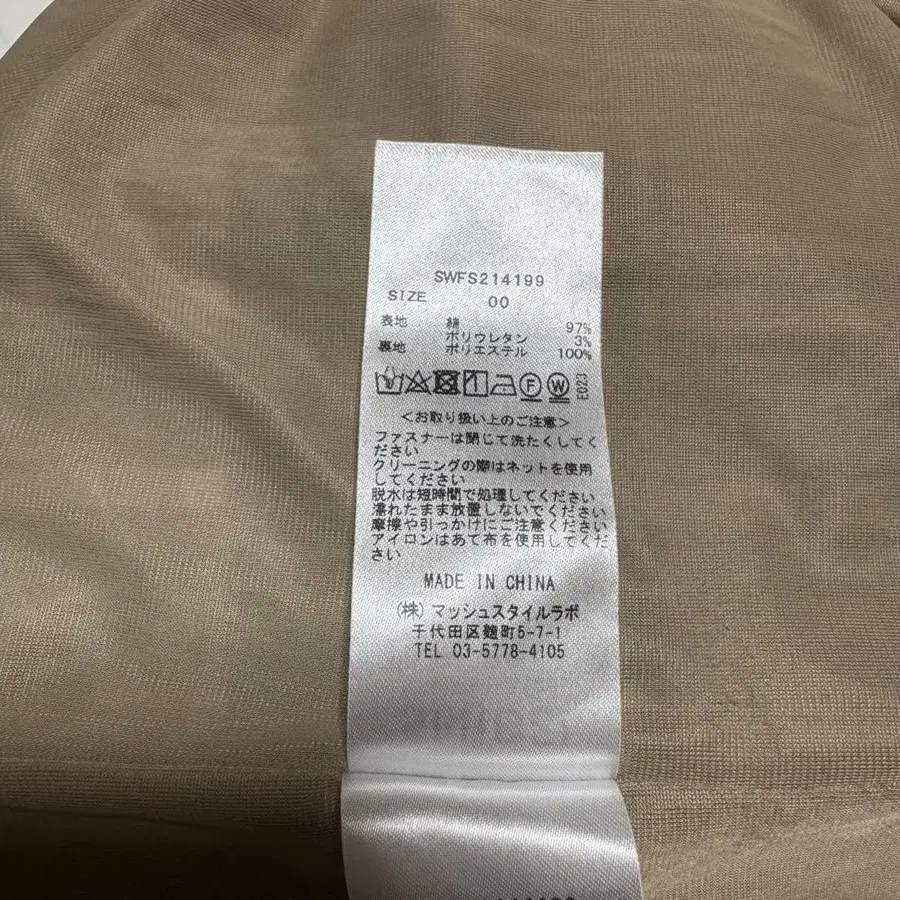 SWFS214199
SIZE 00
表地 綿 97%
ポリウレタン 3%
裏地 ポリエステル 100%
F W E023
<お取り扱い上のご注意>
ファスナーは閉じて洗たくしてく
ださい
クリーニングの際はネットを使用
してください
脱水は短時間で処理してください
濡れたまま放置しないでください
摩擦や引っかけにご注意ください
アイロンはあて布を使用してくだ
さい
MADE IN CHINA
(株)マッシュスタイルラボ
千代田区麹町5-7-1
TEL 03-5778-4105